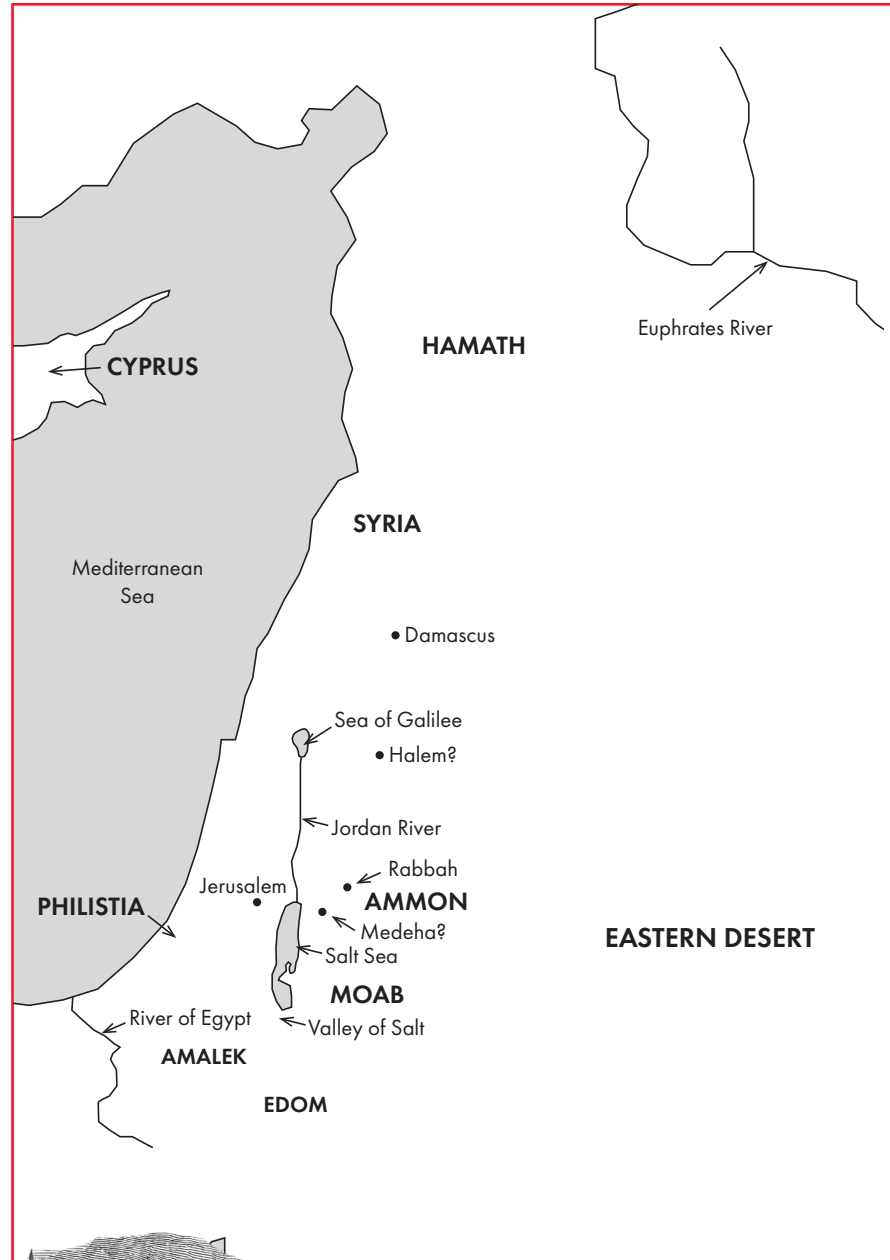 Euphrates River
HAMATH
CYPRUS
SYRIA
Mediterranean
Sea
Damascus
Sea of Galilee
Halem?
Jordan River
Rabbah
Jerusalem
AMMON
PHILISTIA
Medeha?
EASTERN DESERT
Salt Sea
MOAB
River of Egypt
Valley of Salt
AMALEK
EDOM